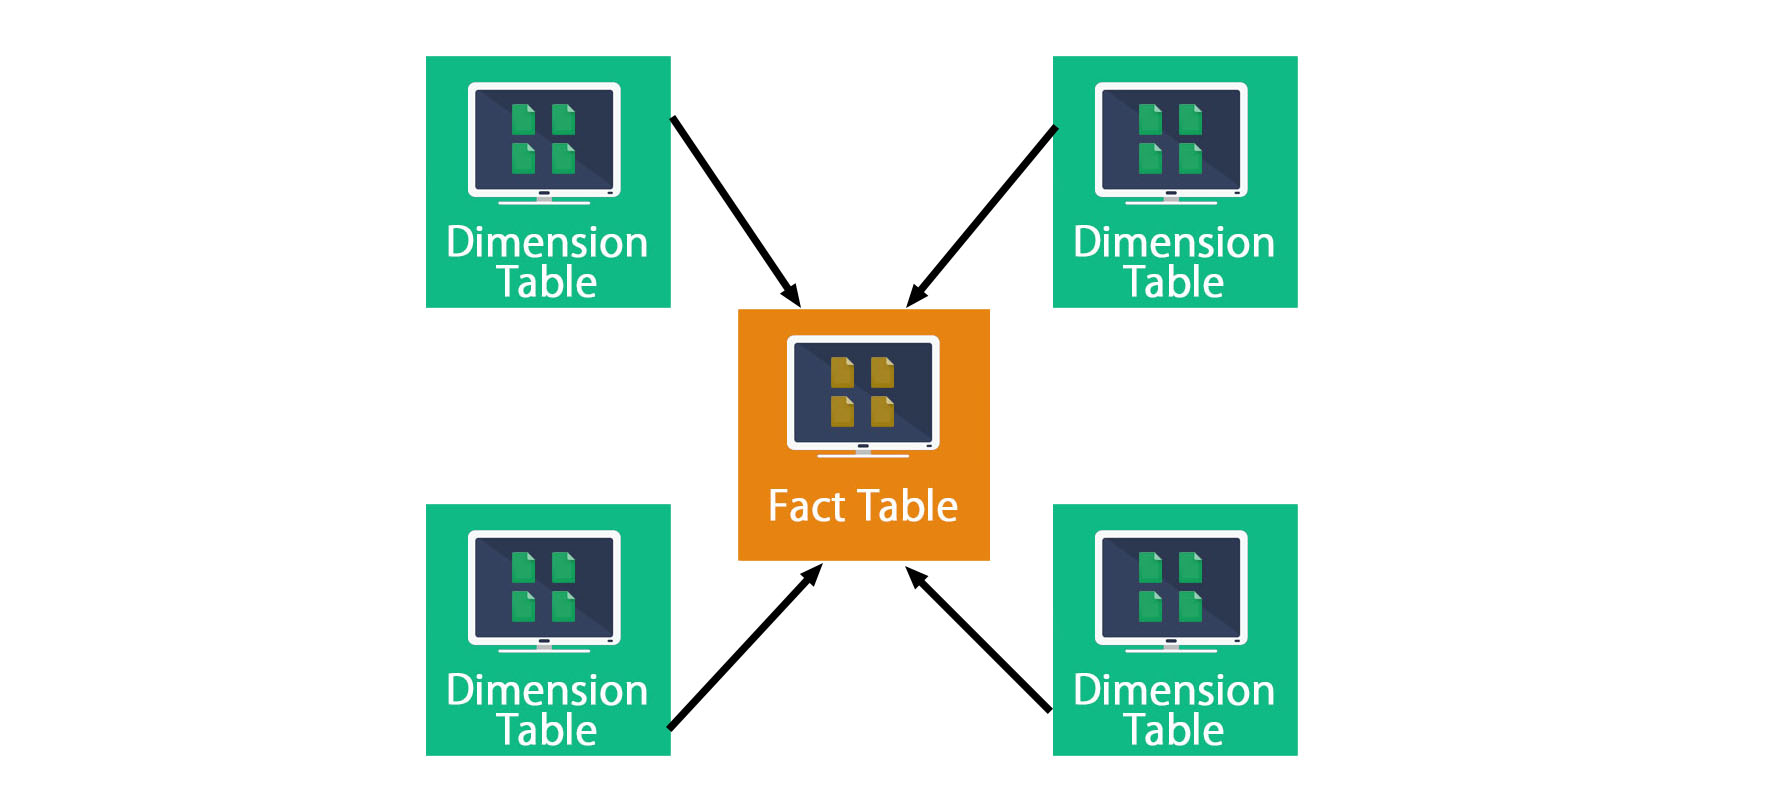 Dimension
Table
Dimension
Table
Fact Table
Dimension
Table
Dimension
Table